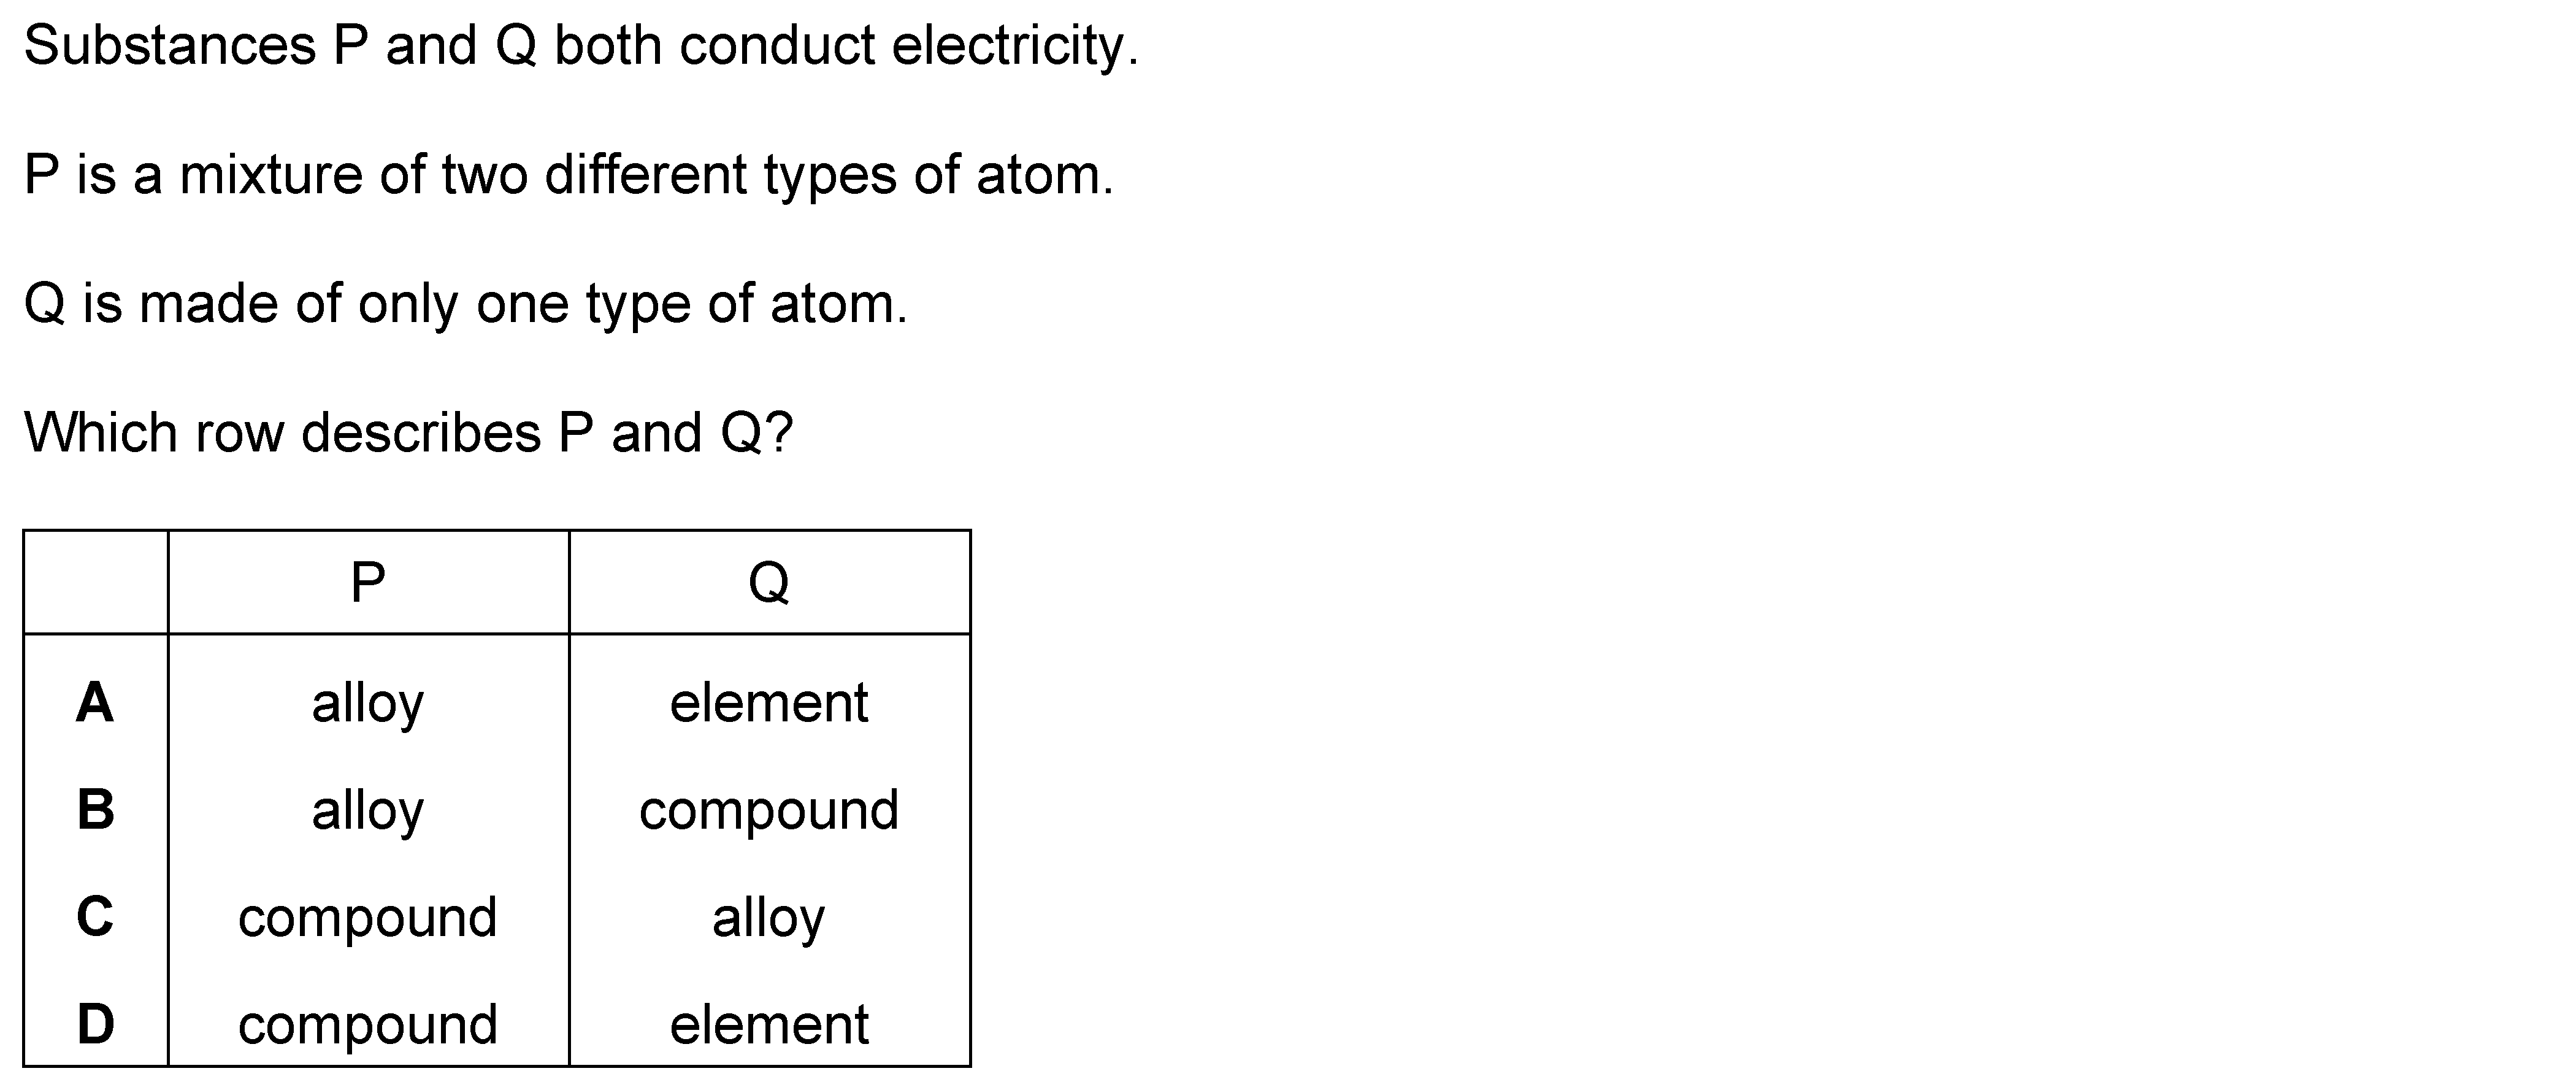 Substances P and Q both conduct electricity.
P is a mixture of two different types of atom.
Q is made of only one type of atom.
Which row describes P and Q?
P Q
A alloy element
B alloy compound
C compound alloy
D compound element